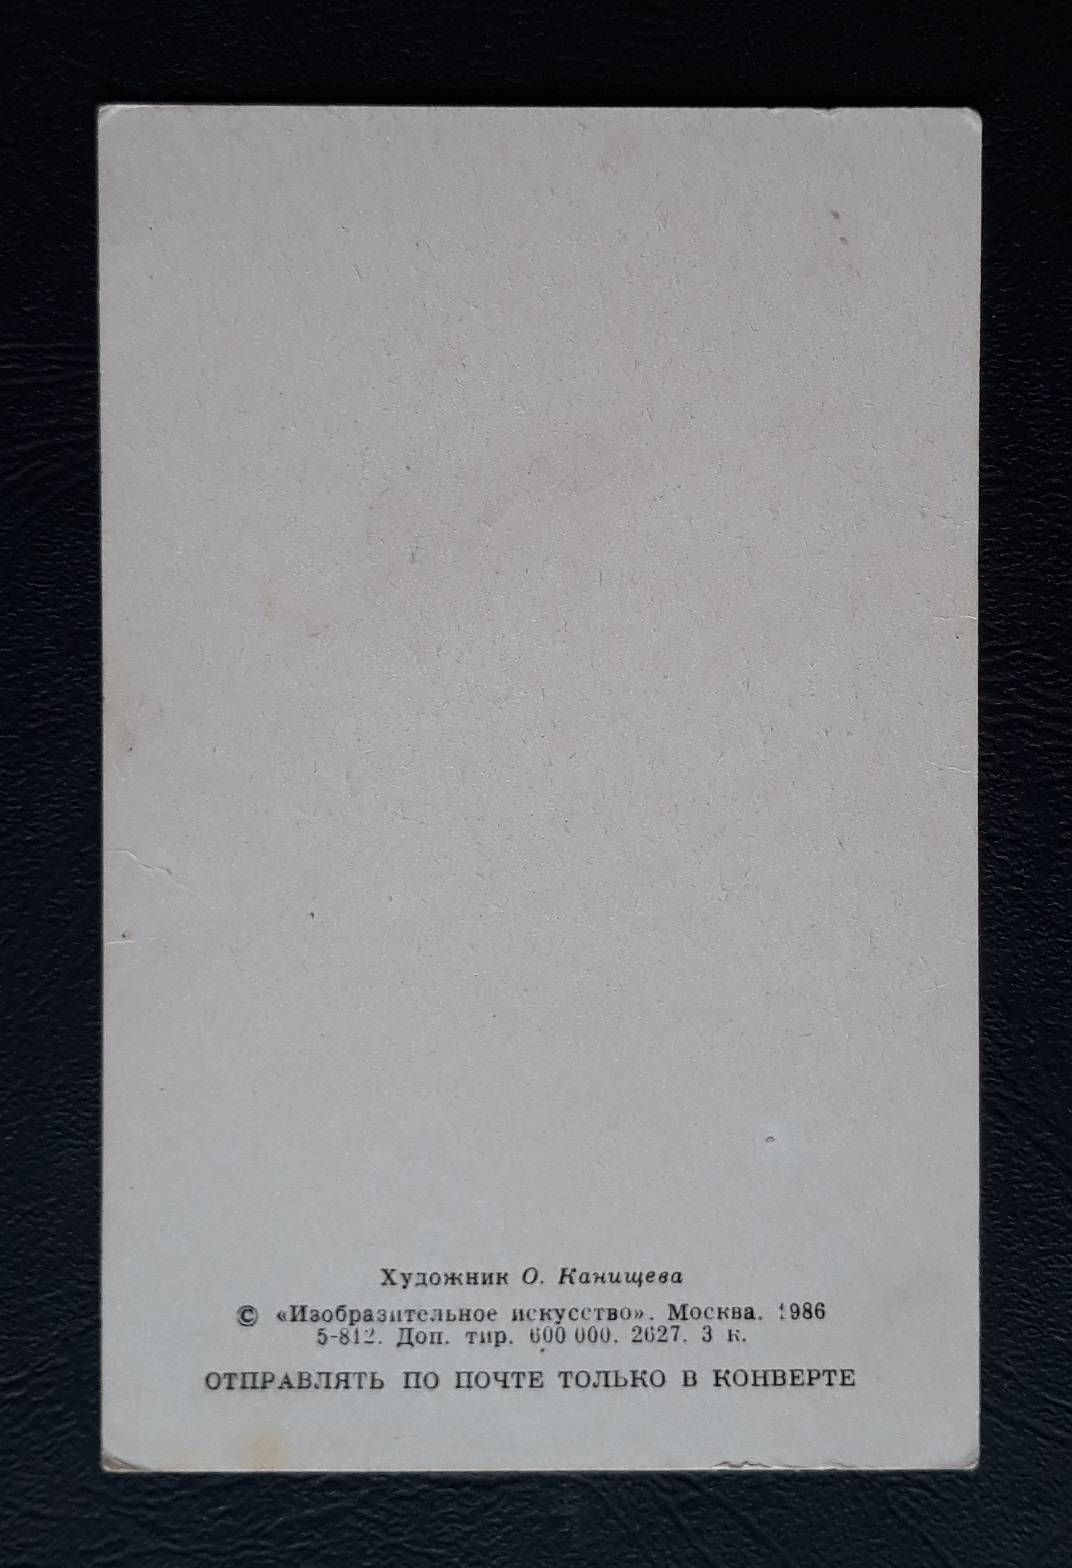 Художник О. Канищева
© «Изобразительное искусство». Москва. 1986
5-812. Доп. тир. 600 000. 2627. 3 к.
ОТПРАВЛЯТЬ ПО ПОЧТЕ ТОЛЬКО В КОНВЕРТЕ